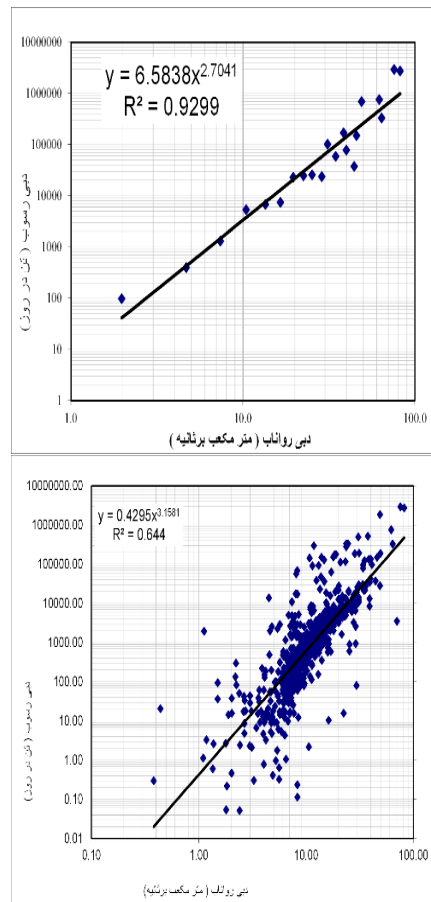 10000000
y = 6.5838x^2.7041
R² = 0.9299
1000000
100000
10000
1000
100
10
1
1.0 10.0 100.0
دبی رسوب ( تن در روز )
دبی رواناب ( متر مکعب برثانیه )
10000000.00
y = 0.4295x^3.1581
R² = 0.644
1000000.00
100000.00
10000.00
1000.00
100.00
10.00
1.00
0.10
0.01
0.10 1.00 10.00 100.00
دبی رسوب ( تن در روز )
دبی رواناب ( متر مکعب برثانیه)